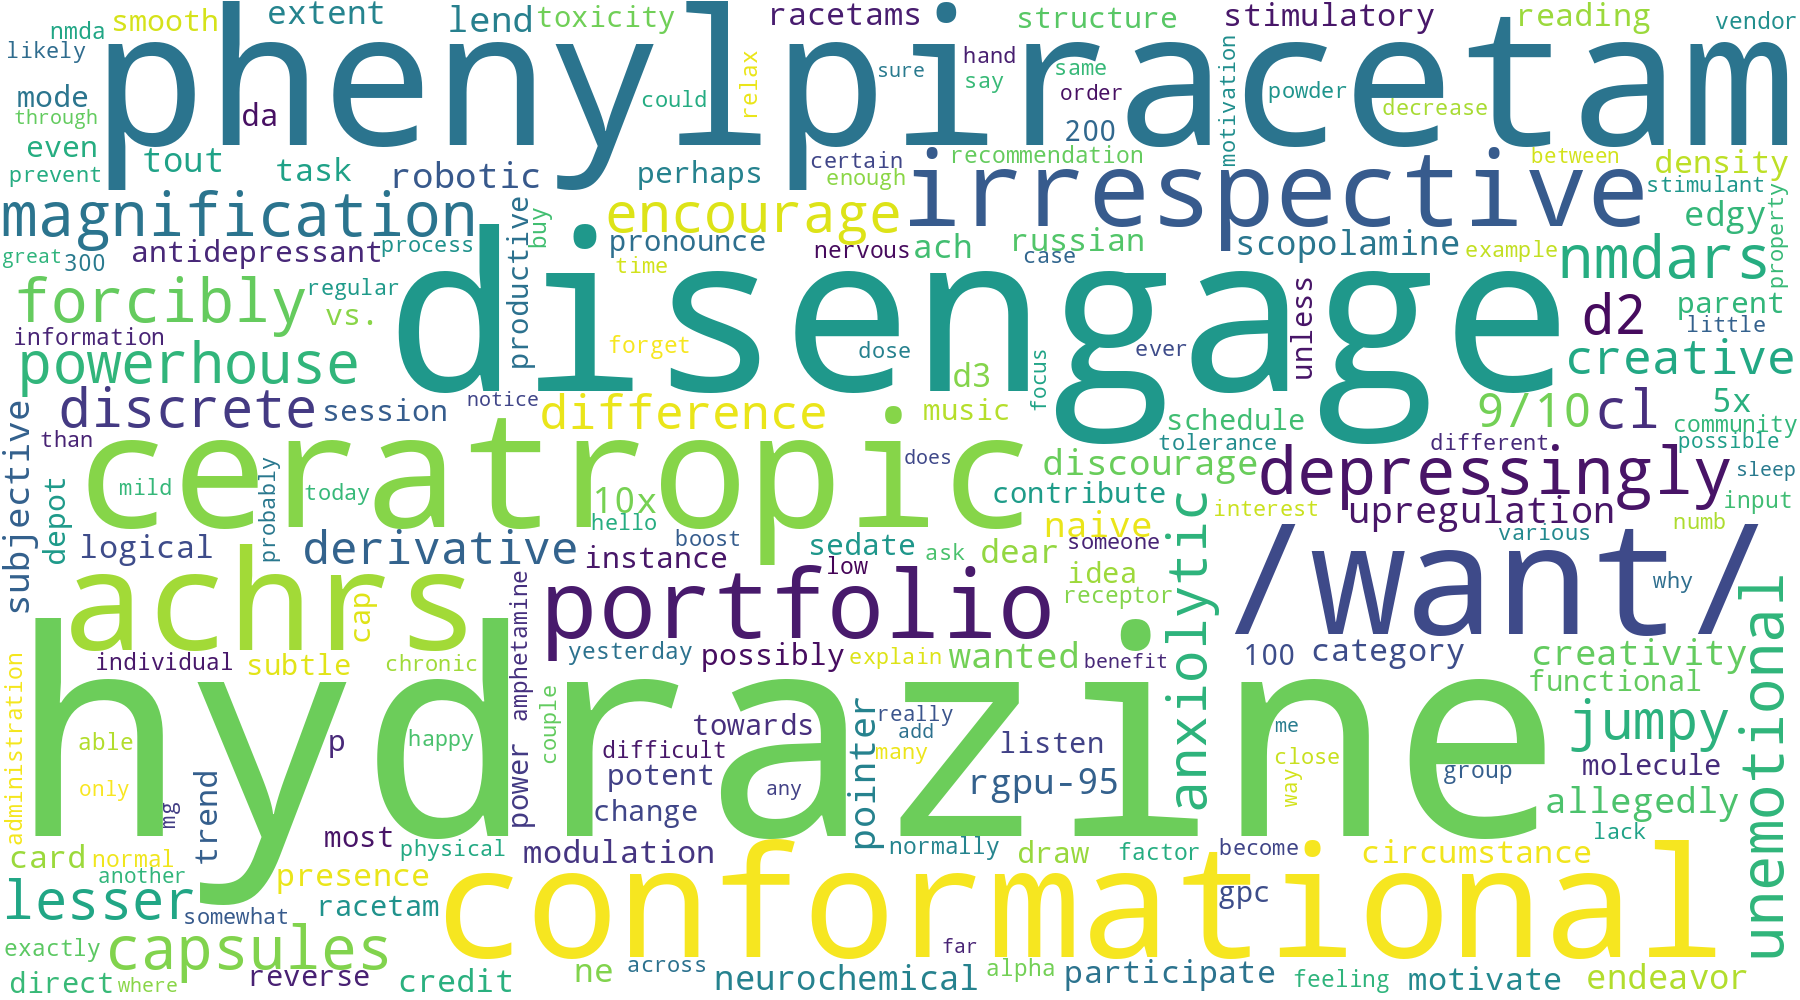 phenylpiracetam
disengage
hydrazine
ceratropic
conformational
/want/
achrs
portfolio
irrespective
magnification
encourage
forcibly
powerhouse
discrete
difference
derivative
depressingly
nmdars
d2
creative
cl
9/10
5x
unemotional
anxiolytic
jumpy
capsules
lesser
smooth
extent
lend
toxicity
racetams
structure
stimulatory
reading
vendor
nmda
likely
mode
through
even
prevent
da
tout
task
robotic
could
relax
sure
hand
say
same
order
200
motivation
powder
decrease
perhaps
certain
enough
recommendation
between
density
stimulant
edgy
property
antidepressant
process
great
300
productive
buy
pronounce
time
nervous
ach
russian
case
scopolamine
example
parent
little
regular
vs.
information
forget
dose
ever
unless
d3
focus
notice
session
music
schedule
tolerance
different
community
possible
sleep
input
than
subjective
depot
mild
today
probably
10x
hello
does
discourage
contribute
interest
upregulation
numb
various
why
logical
boost
instance
sedate
ask
naive
dear
someone
low
idea
receptor
cap
individual
subtle
chronic
amphetamine
yesterday
possibly
explain
wanted
benefit
100
category
creativity
functional
administration
able
only
p
happy
couple
power
towards
difficult
potent
change
any
pointer
really
add
many
listen
rgpu-95
me
close
way
group
molecule
allegedly
lack
mg
trend
most
card
normal
another
physical
modulation
normally
draw
factor
become
circumstance
presence
gpc
somewhat
racetam
exactly
direct
where
reverse
credit
ne
across
neurochemical
far
alpha
participate
feeling
motivate
endeavor